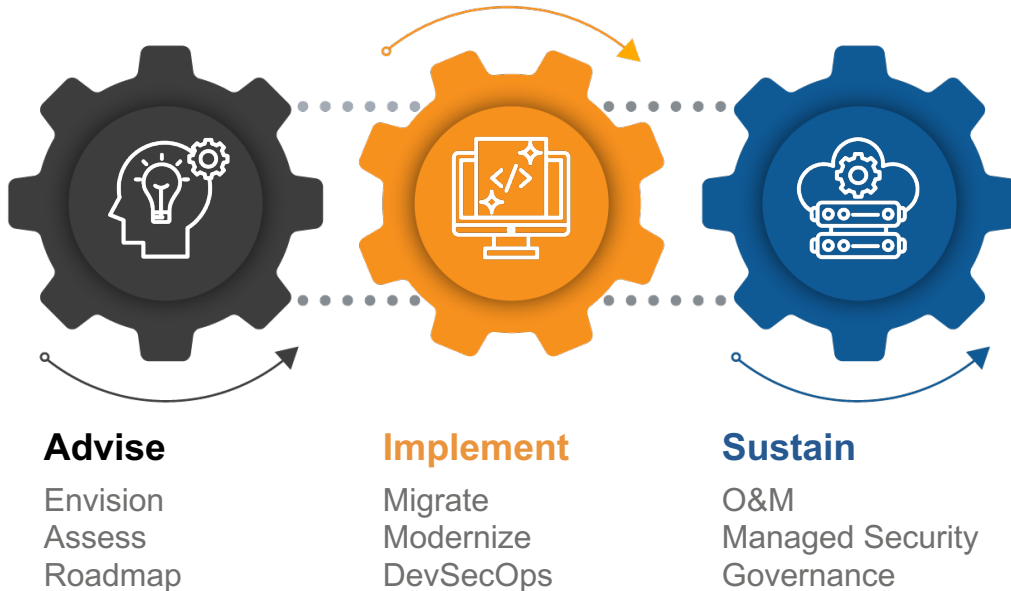 </>
Advise
Envision
Assess
Roadmap
Implement
Migrate
Modernize
DevSecOps
Sustain
O&M
Managed Security
Governance